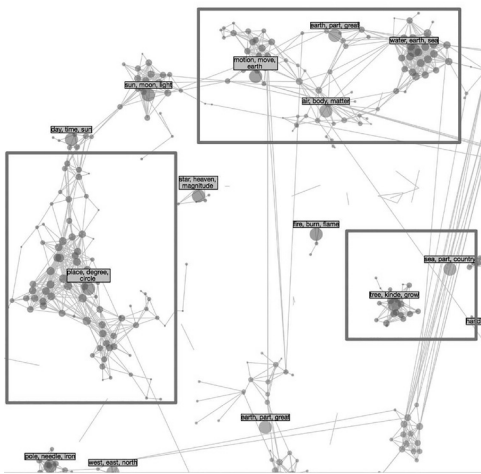 earth, part, great
water, earth, sea
motion, move,
earth
sun, moon, light
air, body, matter
day, time, sun
star, heaven,
magnitude
fire, burn, flame
sea, part, country
place, degree,
circle
tree, kinde, grow
earth, part, great
pole, needle, iron
west, east, north